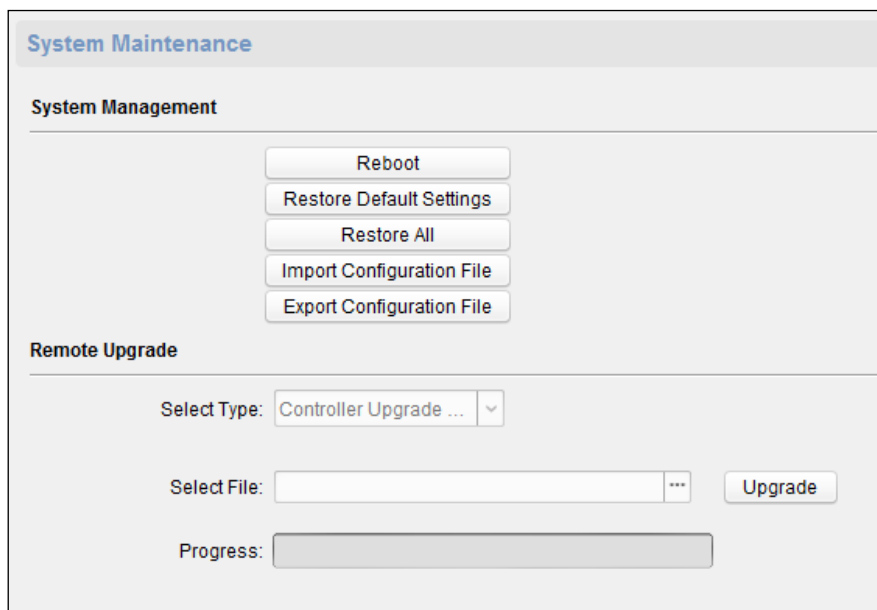 System Maintenance
System Management
Reboot
Restore Default Settings
Restore All
Import Configuration File
Export Configuration File
Remote Upgrade
Select Type: Controller Upgrade ...
Select File: ... Upgrade
Progress: